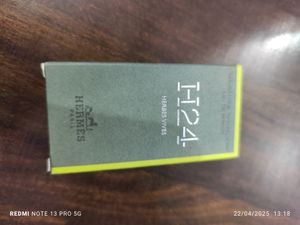 H24
HERBES VIVES
HERMÈS
PARIS
REDMI NOTE 13 PRO 5G
22/04/2025 13:18